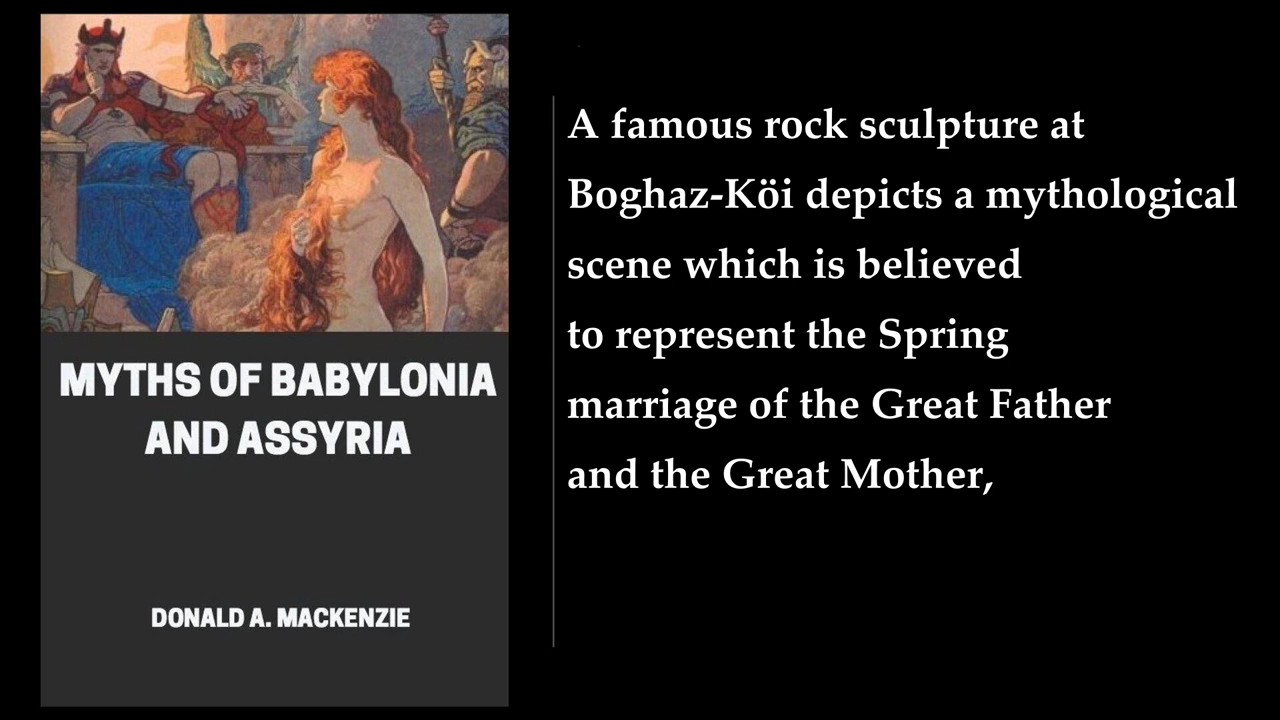 MYTHS OF BABYLONIA
AND ASSYRIA
DONALD A. MACKENZIE
A famous rock sculpture at
Boghaz-Köi depicts a mythological
scene which is believed
to represent the Spring
marriage of the Great Father
and the Great Mother,